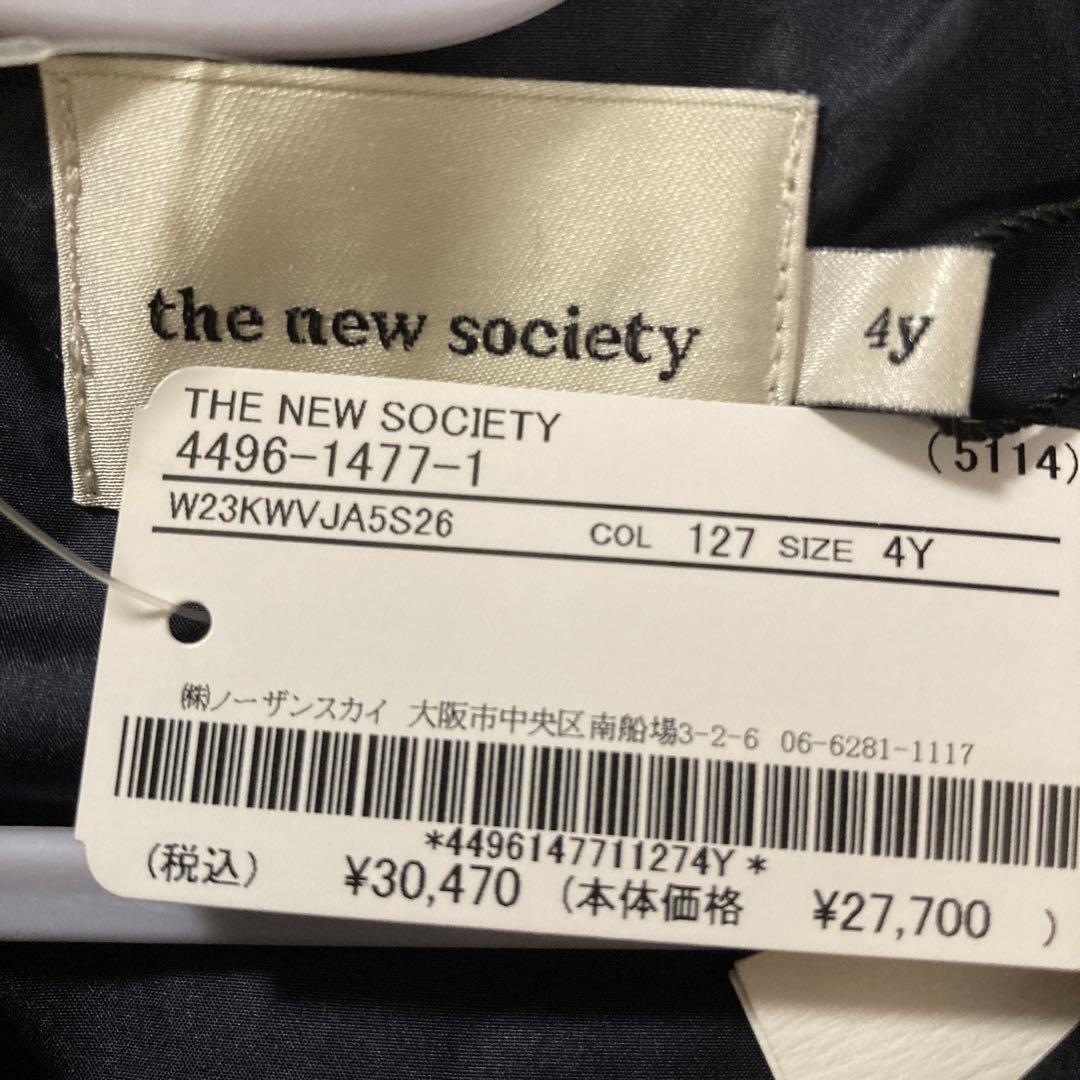 the new society
4y
THE NEW SOCIETY
4496-1477-1 (5114)
W23KWVJA5S26 COL 127 SIZE 4Y
㈱ノーザンスカイ 大阪市中央区南船場3-2-6 06-6281-1117
*4496147711274Y*
(税込) ¥30,470 (本体価格 ¥27,700 )